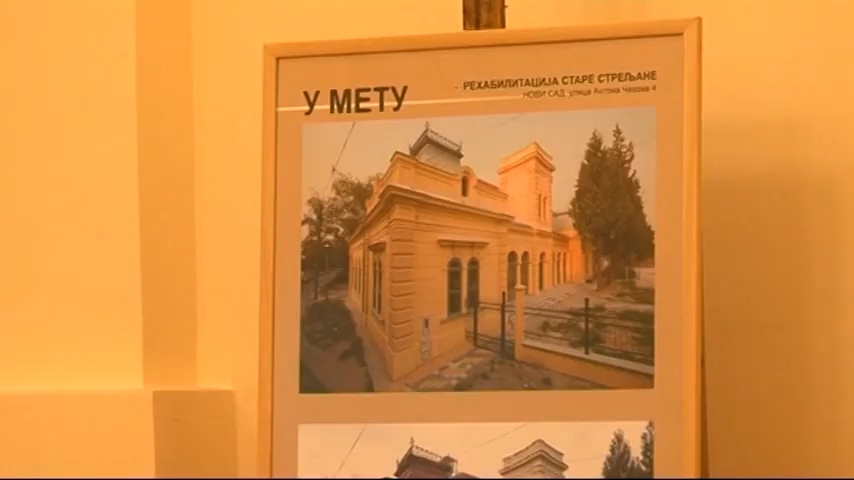 У МЕТУ
- РЕХАБИЛИТАЦИЈА СТАРЕ СТРЕЉАНЕ
НОВИ САД, улица Антона Чехова 4